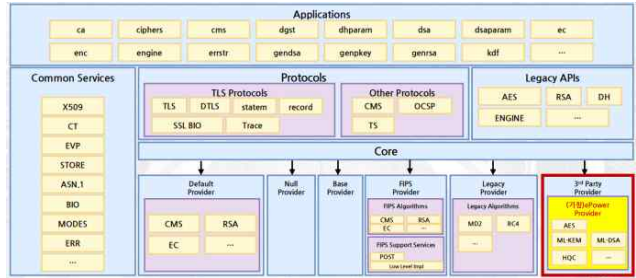 Applications
ca ciphers cms dgst dhparam dsa dsaparam ec
enc engine errstr gendsa genpkey genrsa kdf ...
Common Services
X509
CT
EVP
STORE
ASN.1
BIO
MODES
ERR
...
Protocols
TLS Protocols
TLS DTLS statem record
SSL BIO Trace
Other Protocols
CMS OCSP
TS
Legacy APIs
AES RSA DH
ENGINE ...
Core
Default
Provider
CMS RSA
EC ...
Null
Provider
Base
Provider
FIPS
Provider
FIPS Algorithms
CMS RSA
EC ...
FIPS Support Services
POST
Low Level Impl
Legacy
Provider
Legacy Algorithms
MD2 RC4
...
3rd Party
Provider
(가칭)ePower
Provider
AES
ML-KEM ML-DSA
HQC ...